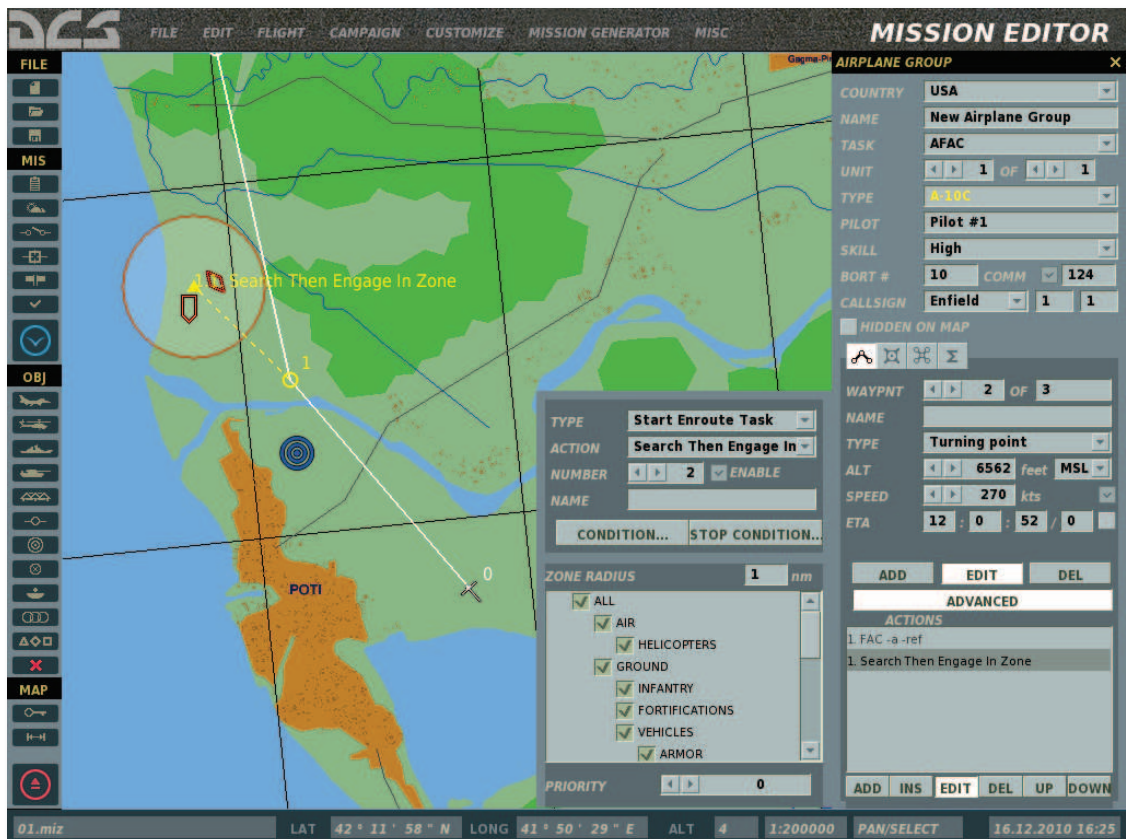 DCS FILE EDIT FLIGHT CAMPAIGN CUSTOMIZE MISSION GENERATOR MISC MISSION EDITOR
FILE
MIS
OBJ
MAP
1. Search Then Engage In Zone
1
0
POTI
TYPE Start Enroute Task
ACTION Search Then Engage In
NUMBER 2 ENABLE
NAME
CONDITION... STOP CONDITION...
ZONE RADIUS 1 nm
ALL
AIR
HELICOPTERS
GROUND
INFANTRY
FORTIFICATIONS
VEHICLES
ARMOR
PRIORITY 0
AIRPLANE GROUP
COUNTRY USA
NAME New Airplane Group
TASK AFAC
UNIT 1 OF 1
TYPE A-10C
PILOT Pilot #1
SKILL High
BORT # 10 COMM 124
CALLSIGN Enfield 1 1
HIDDEN ON MAP
Σ
WAYPNT 2 OF 3
NAME
TYPE Turning point
ALT 6562 feet MSL
SPEED 270 kts
ETA 12 : 0 : 52 / 0
ADD EDIT DEL
ADVANCED
ACTIONS
1. FAC -a -ref
1. Search Then Engage In Zone
ADD INS EDIT DEL UP DOWN
01.miz LAT 42 ° 11 ' 58 " N LONG 41 ° 50 ' 29 " E ALT 4 1:200000 PAN/SELECT 16.12.2010 16:25